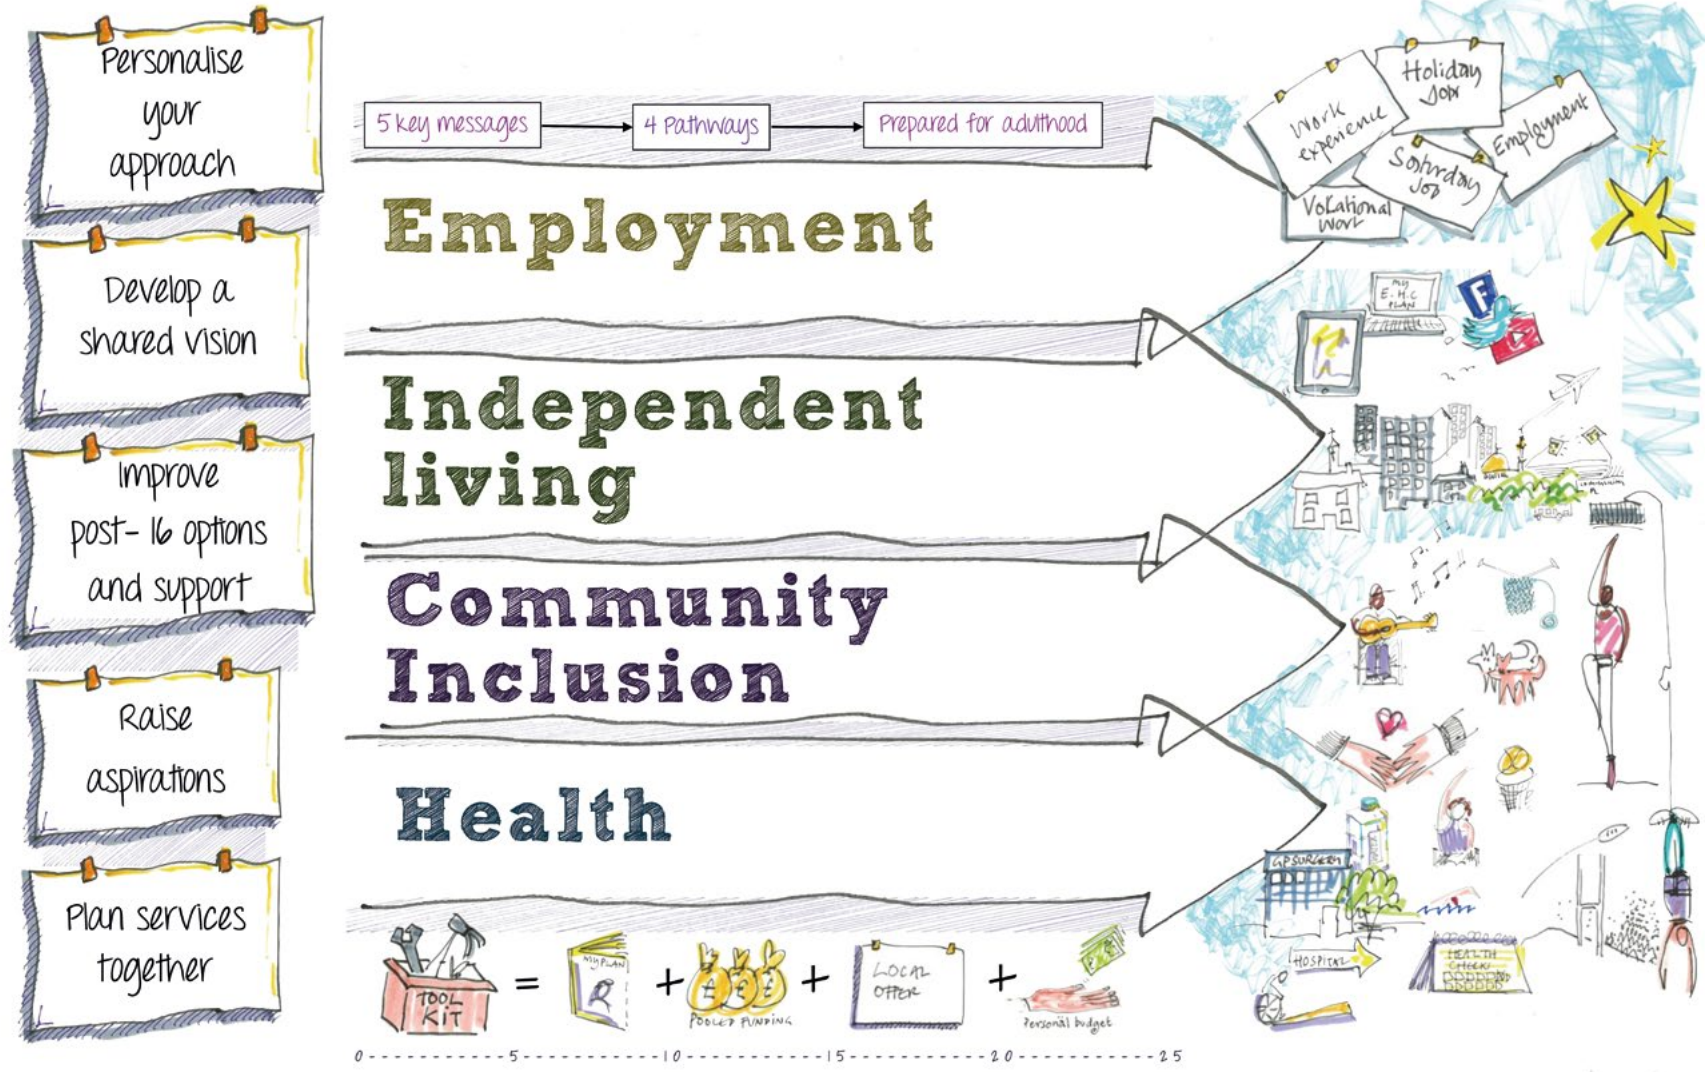 Personalise
your
approach
Develop a
shared vision
Improve
post-16 options
and support
Raise
aspirations
Plan services
together
5 key messages
4 Pathways
Prepared for adulthood
Employment
Independent
living
Community
Inclusion
Health
Work
experience
Holiday
Jobr
Employment
Saturday
Job
Vocational
Work
MY
E.H.C
PLAN
F
GP SURGERY
HOSPITAL
HEALTH
CHECK
TOOL
KIT
=
MY PLAN
+
POOLED FUNDING
+
LOCAL
OFFER
+
Personal budget
0 - - - - - - - - - - - - - 5 - - - - - - - - - - - - - 10 - - - - - - - - - - - - - 15 - - - - - - - - - - - - - 20 - - - - - - - - - - - - - 25